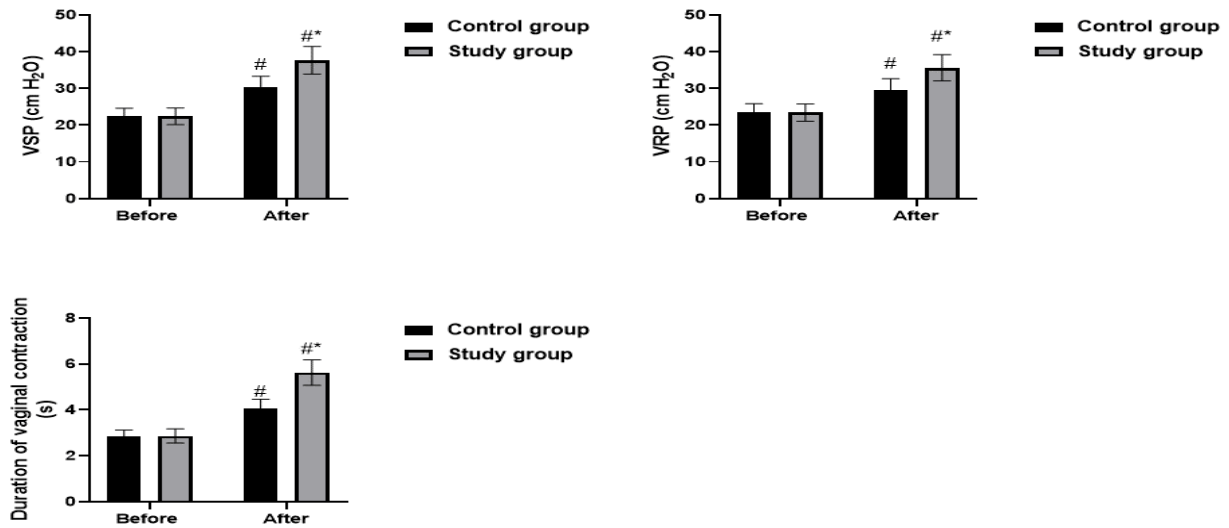 VSP (cm H₂O)
50
40
30
20
10
0
#
#*
Before
After
Control group
Study group
VRP (cm H₂O)
50
40
30
20
10
0
#
#*
Before
After
Control group
Study group
Duration of vaginal contraction
(s)
8
6
4
2
0
#
#*
Before
After
Control group
Study group